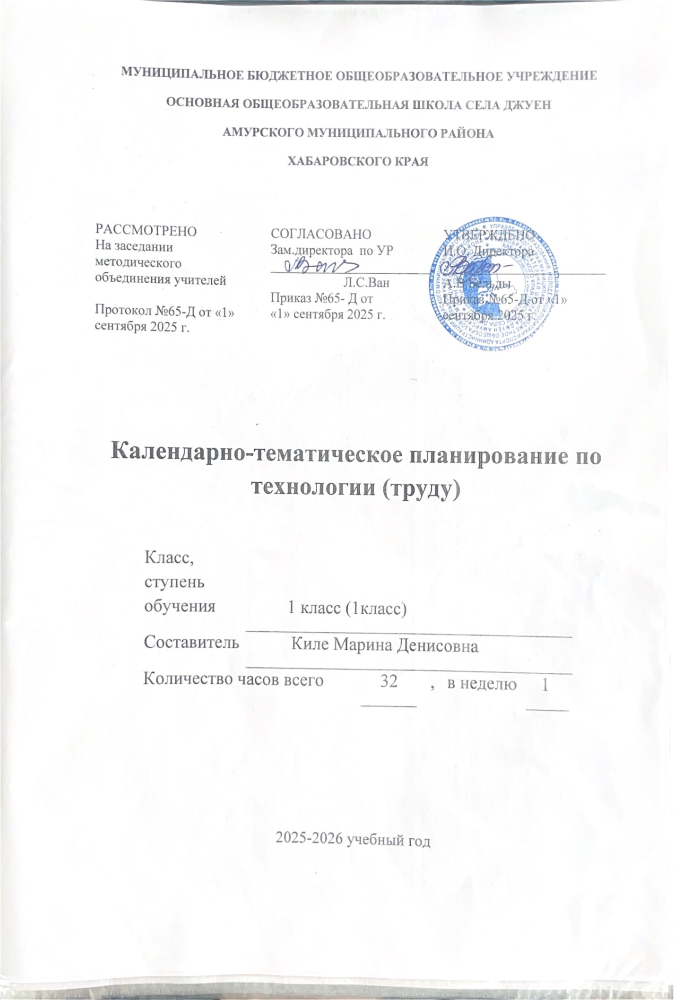 МУНИЦИПАЛЬНОЕ БЮДЖЕТНОЕ ОБЩЕОБРАЗОВАТЕЛЬНОЕ УЧРЕЖДЕНИЕ
ОСНОВНАЯ ОБЩЕОБРАЗОВАТЕЛЬНАЯ ШКОЛА СЕЛА ДЖУЕН
АМУРСКОГО МУНИЦИПАЛЬНОГО РАЙОНА
ХАБАРОВСКОГО КРАЯ
РАССМОТРЕНО
На заседании
методического
объединения учителей
Протокол №65-Д от «1»
сентября 2025 г.
СОГЛАСОВАНО
Зам.директора по УР
Л.С.Ван
Приказ №65- Д от
«1» сентября 2025 г.
УТВЕРЖДЕНО
И.О. Директора
А.В Бельды
Приказ №65-Д от «1»
сентября 2025 г.
Календарно-тематическое планирование по
технологии (труду)
Класс,
ступень
обучения 1 класс (1класс)
Составитель Киле Марина Денисовна
Количество часов всего 32 , в неделю 1
2025-2026 учебный год